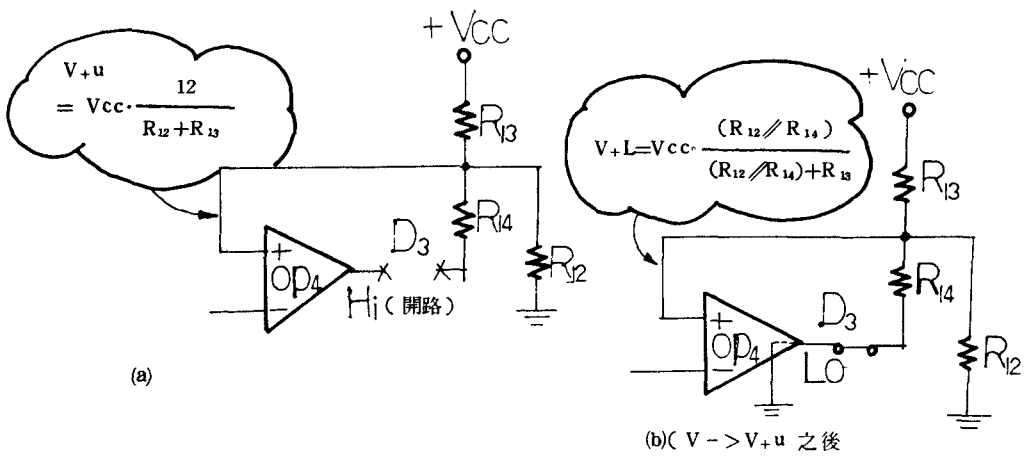 V₊u
= Vcc· 12 / R₁₂+R₁₃
+VCC
R₁₃
R₁₄
D₃
R₁₂
+
OP₄
−
Hi(開路)
(a)
V₊L=Vcc· (R₁₂∥R₁₄) / (R₁₂∥R₁₄)+R₁₃
+VCC
R₁₃
R₁₄
D₃
R₁₂
+
OP₄
−
LO
(b)( V − > V₊u 之後